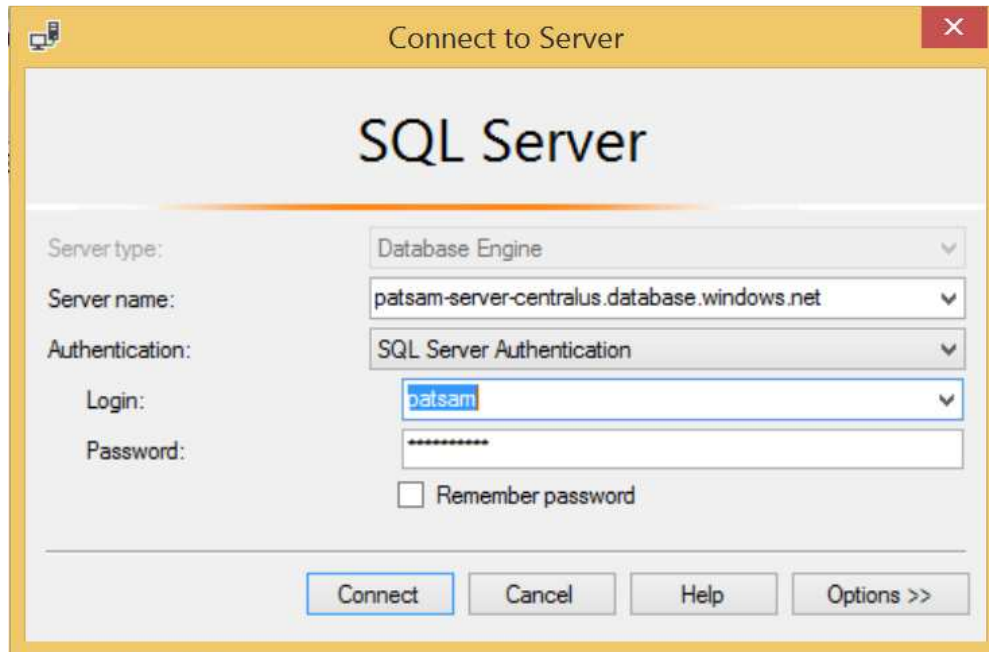 Connect to Server
SQL Server
Server type: Database Engine
Server name: patsam-server-centralus.database.windows.net
Authentication: SQL Server Authentication
Login: patsam
Password: **********
Remember password
Connect Cancel Help Options >>